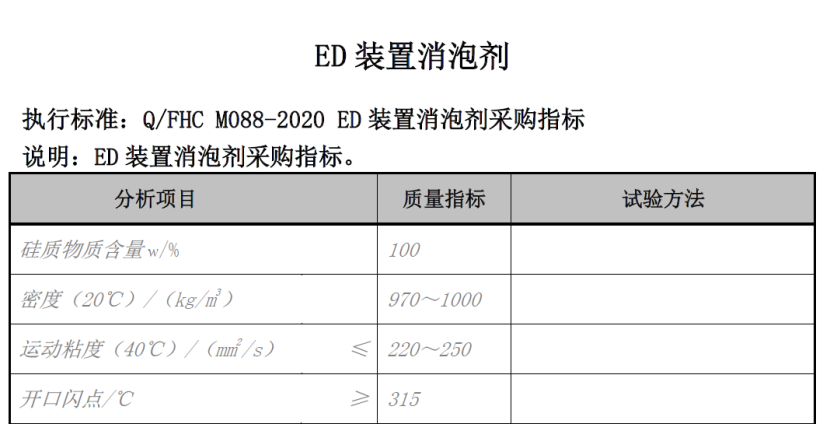 ED 装置消泡剂
执行标准：Q/FHC M088-2020 ED 装置消泡剂采购指标
说明：ED 装置消泡剂采购指标。
分析项目 质量指标 试验方法
硅质物质含量 w/% 100
密度（20℃）/（kg/m³） 970～1000
运动粘度（40℃）/（mm²/s） ≤ 220～250
开口闪点/℃ ≥ 315